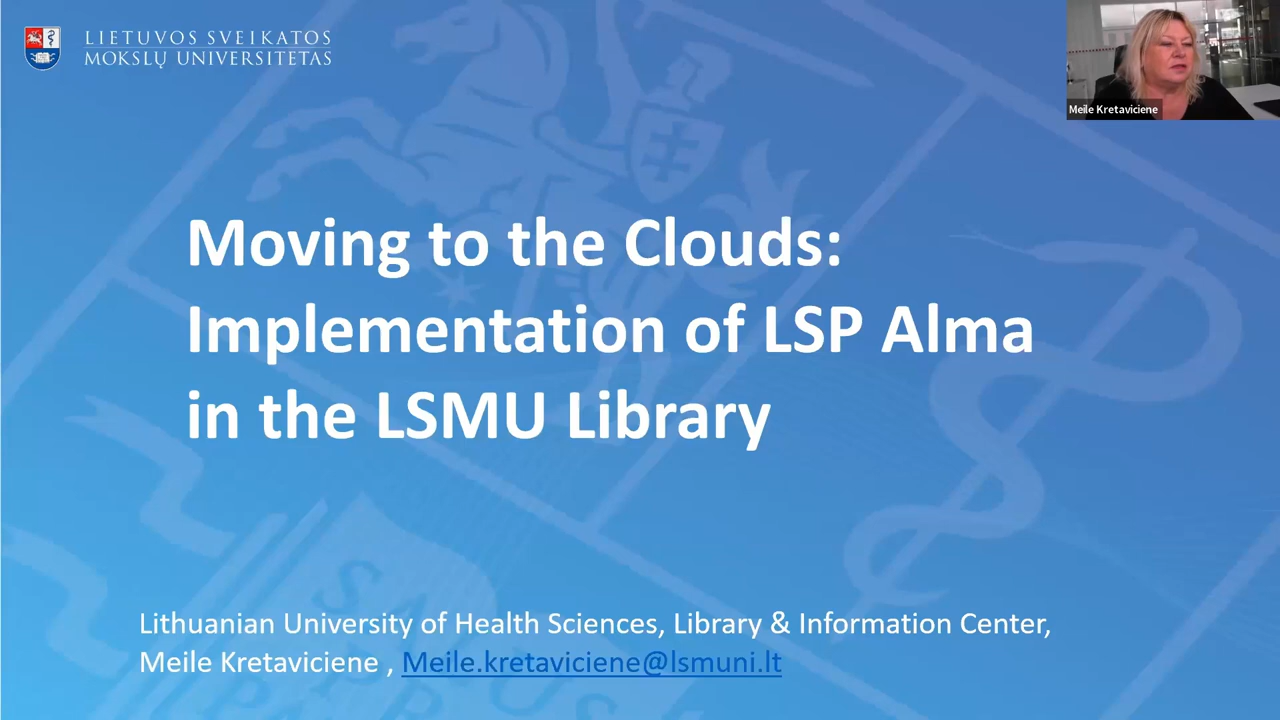 LIETUVOS SVEIKATOS
MOKSLŲ UNIVERSITETAS
Meile Kretaviciene
Moving to the Clouds:
Implementation of LSP Alma
in the LSMU Library
Lithuanian University of Health Sciences, Library & Information Center,
Meile Kretaviciene , Meile.kretaviciene@lsmuni.lt